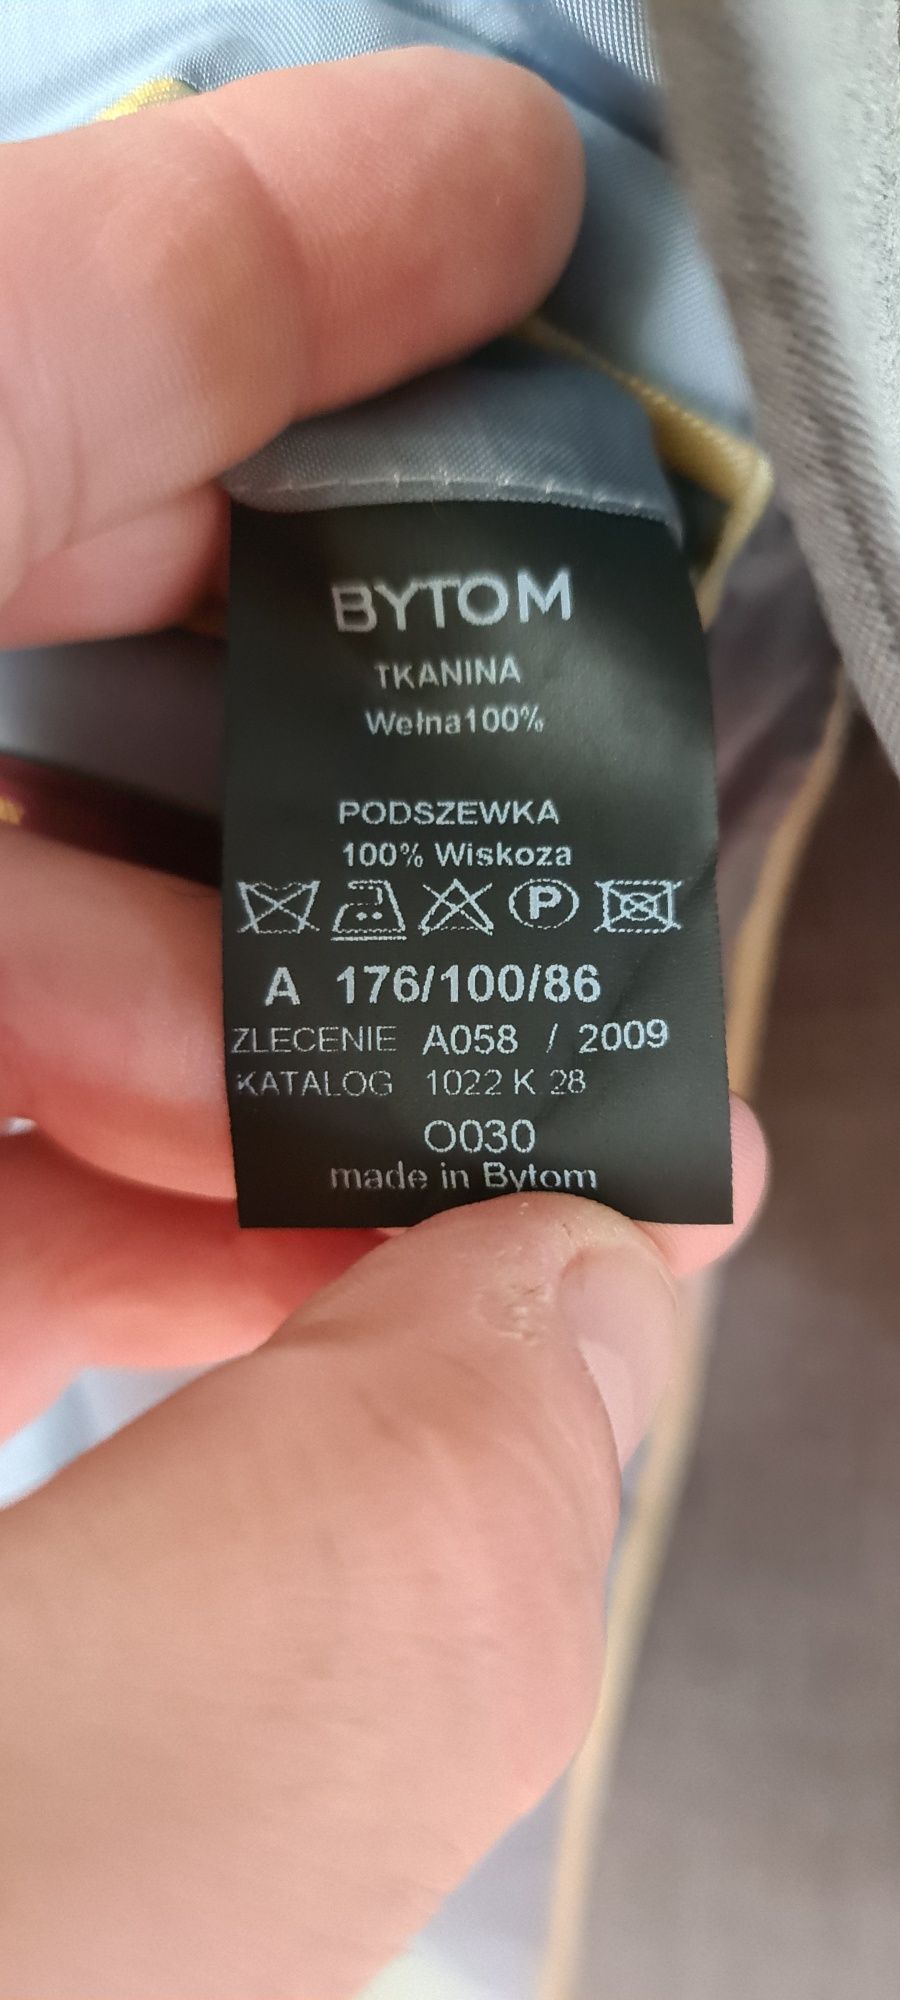 BYTOM
TKANINA
Wełna100%
PODSZEWKA
100% Wiskoza
P
A 176/100/86
ZLECENIE A058 / 2009
KATALOG 1022 K 28
O030
made in Bytom